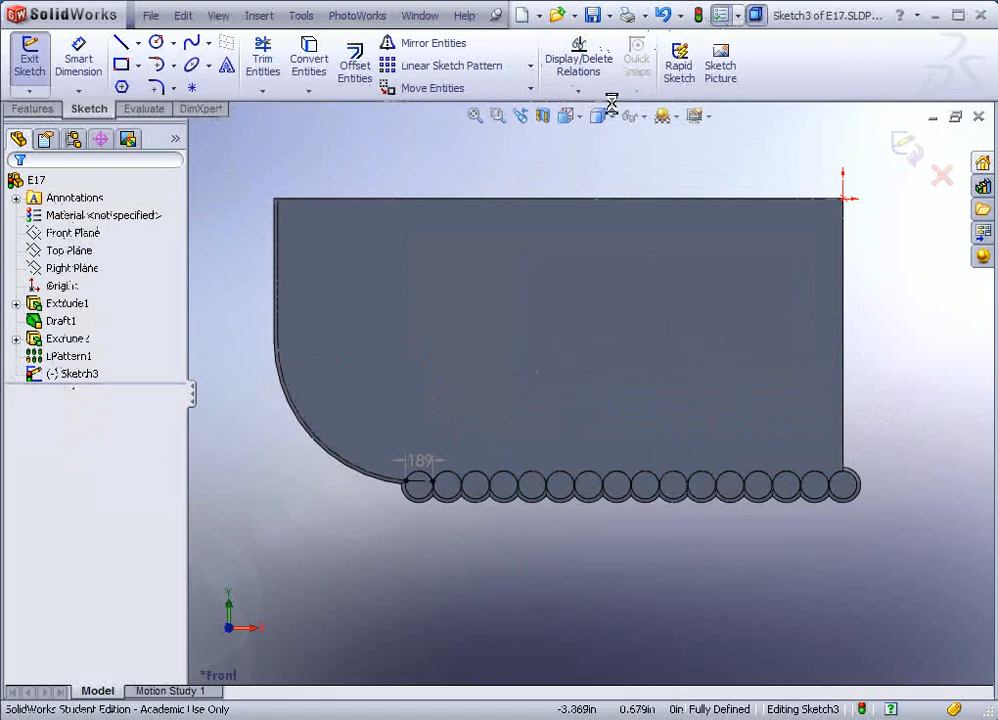 SolidWorks File Edit View Insert Tools PhotoWorks Window Help Sketch3 of E17.SLDP...
Exit Sketch
Smart Dimension
Trim Entities
Convert Entities
Offset Entities
Mirror Entities
Linear Sketch Pattern
Move Entities
Display/Delete Relations
Quick Snaps
Rapid Sketch
Sketch Picture
Features Sketch Evaluate DimXpert
E17
Annotations
Material <not specified>
Front Plane
Top Plane
Right Plane
Origin
Extrude1
Draft1
Extrude2
LPattern1
(-) Sketch3
.189
Y
X
*Front
Model Motion Study 1
SolidWorks Student Edition - Academic Use Only -3.869in 0.679in 0in Fully Defined Editing Sketch3